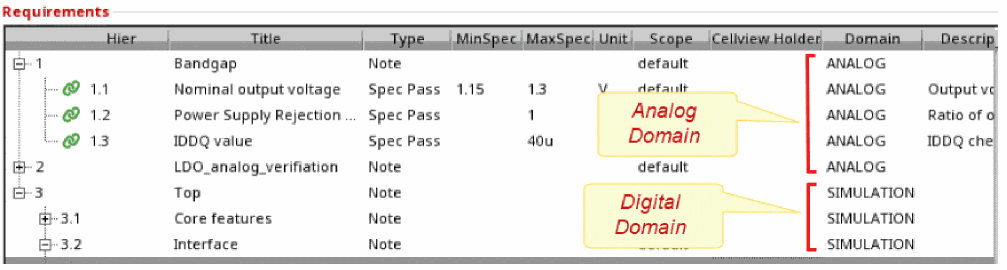 Requirements
Hier Title Type MinSpec MaxSpec Unit Scope Cellview Holder Domain Descrip
1 Bandgap Note default ANALOG
1.1 Nominal output voltage Spec Pass 1.15 1.3 V default ANALOG Output vo
1.2 Power Supply Rejection ... Spec Pass 1 ANALOG Ratio of o
1.3 IDDQ value Spec Pass 40u ANALOG IDDQ che
Analog
Domain
2 LDO_analog_verifiation Note default ANALOG
3 Top Note SIMULATION
3.1 Core features Note SIMULATION
3.2 Interface Note SIMULATION
Digital
Domain